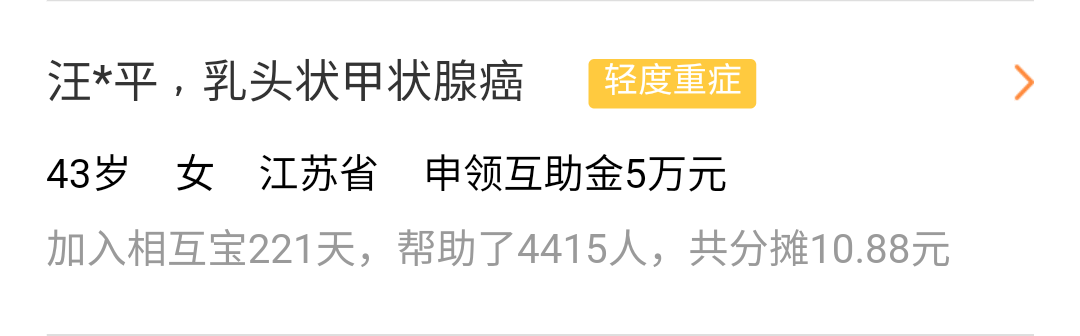 汪*平，乳头状甲状腺癌 轻度重症
43岁 女 江苏省 申领互助金5万元
加入相互宝221天，帮助了4415人，共分摊10.88元